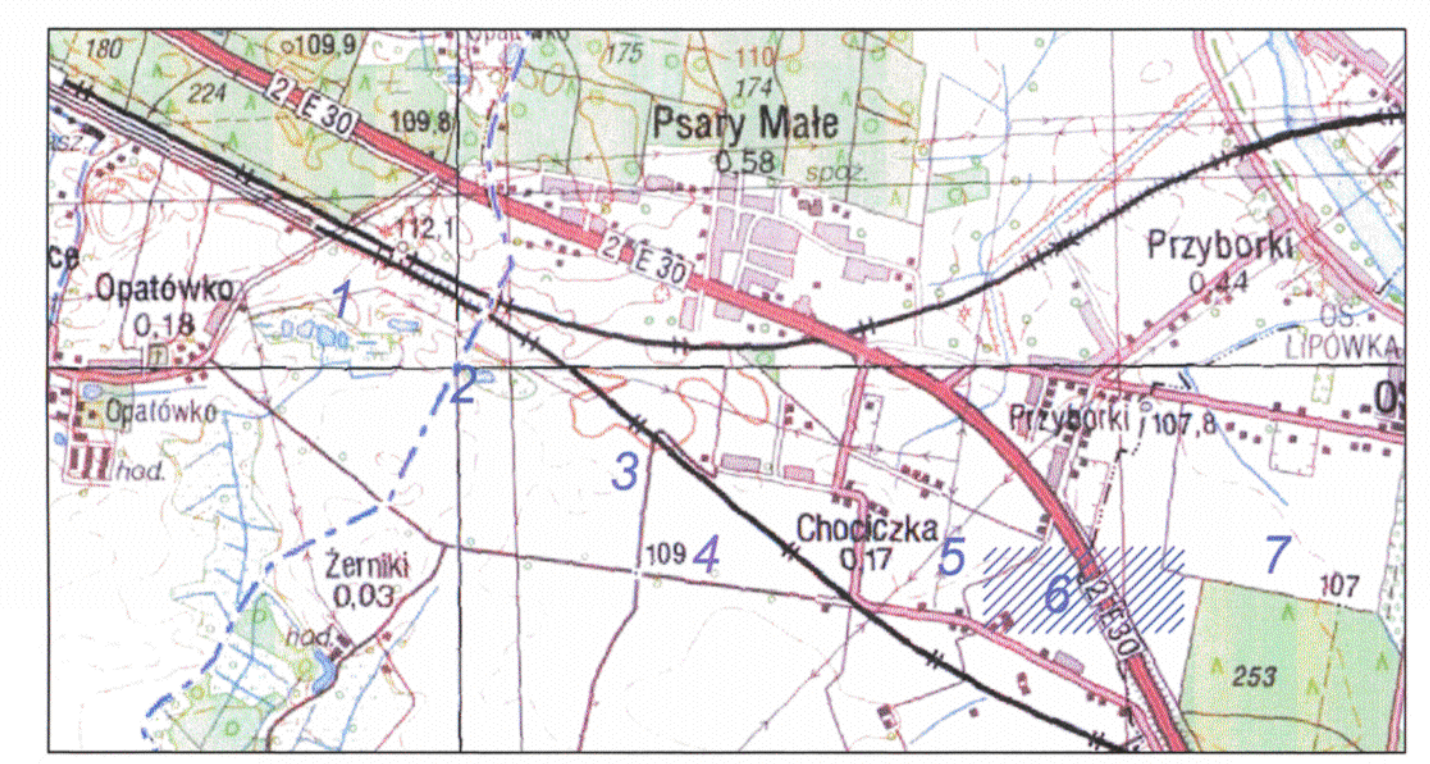 180
109,9
175
110
174
224
2 E 30
109,8
Psary Małe
0,58
spoż.
112,1
2 E 30
Przyborki
0,44
OS.
LIPÓWKA
Opatówko
0,18
1
2
Opatówko
Przyborki
107,8
hod.
3
Chociczka
0,17
109
4
5
6
7
Żerniki
0,03
hod.
107
2 E30
253